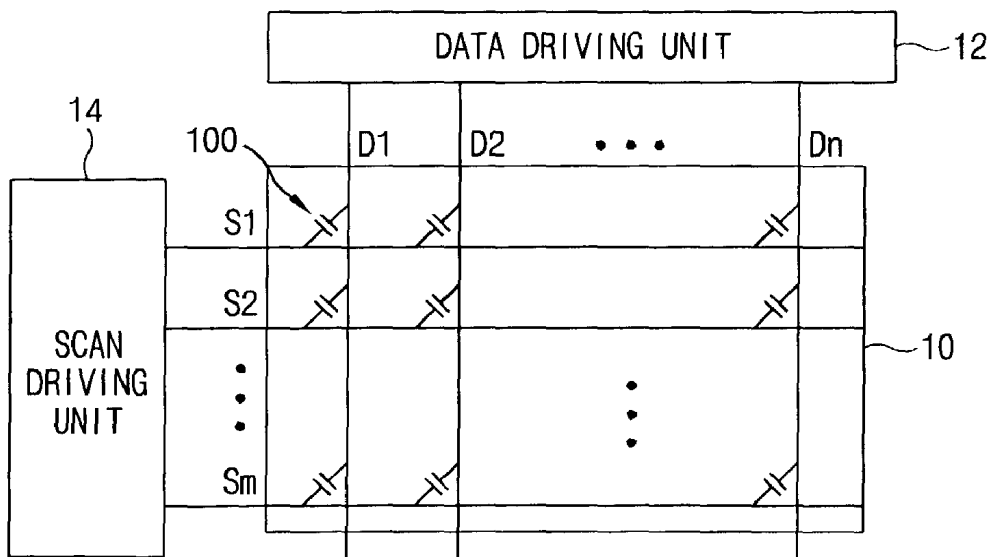 DATA DRIVING UNIT
12
14
100
D1 D2 ••• Dn
S1
S2
10
SCAN
DRIVING
UNIT
Sm